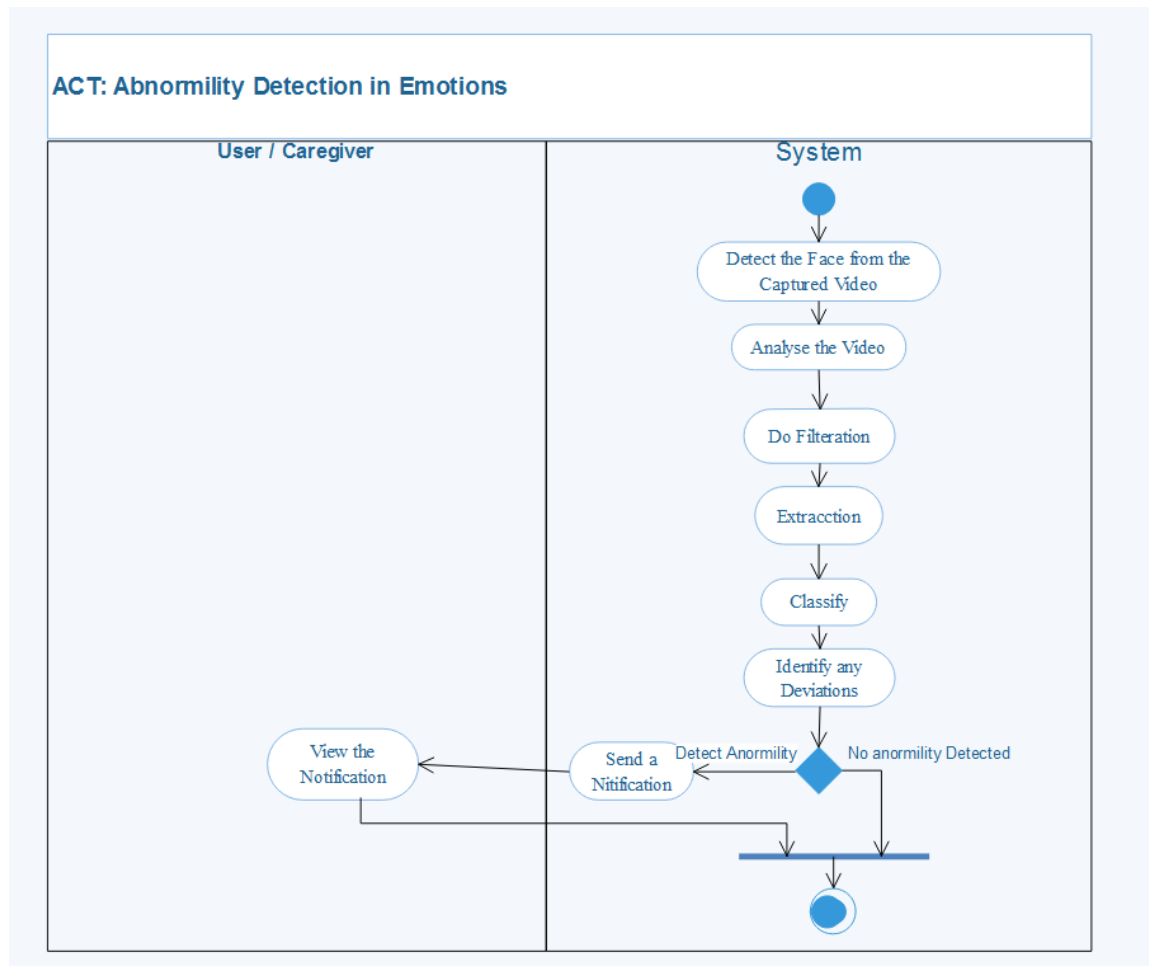 ACT: Abnormility Detection in Emotions
User / Caregiver
System
Detect the Face from the
Captured Video
Analyse the Video
Do Filteration
Extracction
Classify
Identify any
Deviations
Detect Anormility
No anormility Detected
Send a
Nitification
View the
Notification